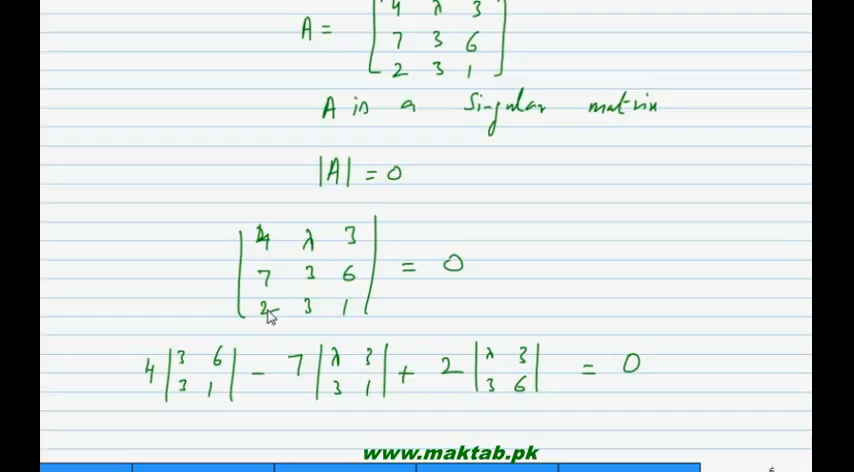 4 λ 3
A = 7 3 6
2 3 1
A is a Singular matrix
|A| = 0
4 λ 3
7 3 6 = 0
2 3 1
4 |3 6| - 7 |λ 3| + 2 |λ 3| = 0
|3 1| |3 1| |3 6|
www.maktab.pk
6